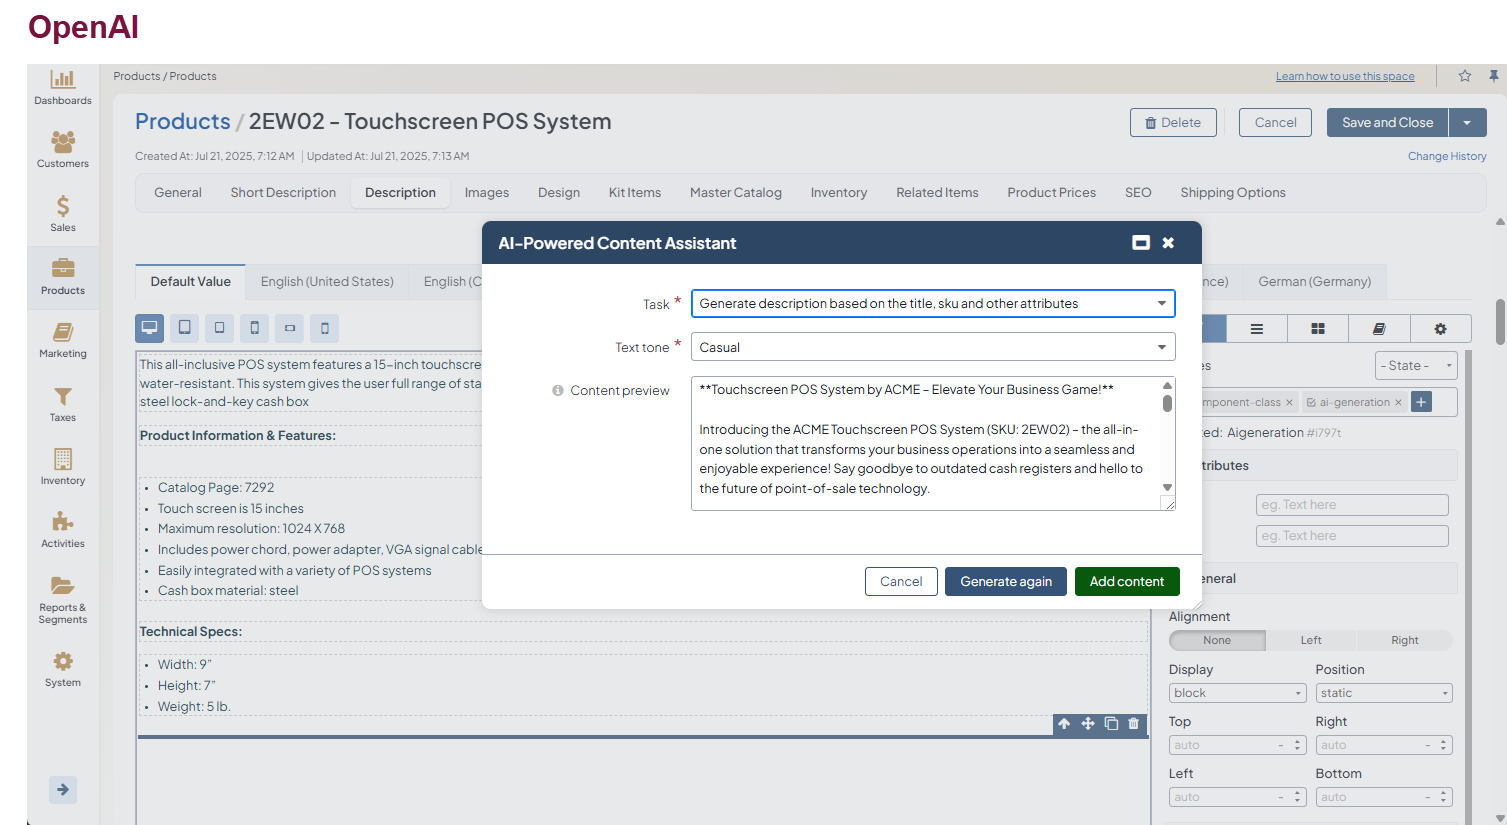 OpenAI
Dashboards
Customers
Sales
Products
Marketing
Taxes
Inventory
Activities
Reports &
Segments
System
Products / Products
Learn how to use this space
Products / 2EW02 - Touchscreen POS System
Delete
Cancel
Save and Close
Created At: Jul 21, 2025, 7:12 AM | Updated At: Jul 21, 2025, 7:13 AM
Change History
General
Short Description
Description
Images
Design
Kit Items
Master Catalog
Inventory
Related Items
Product Prices
SEO
Shipping Options
Default Value
English (United States)
English (C
nce)
German (Germany)
This all-inclusive POS system features a 15-inch touchscre
water-resistant. This system gives the user full range of sta
steel lock-and-key cash box
Product Information & Features:
• Catalog Page: 7292
• Touch screen is 15 inches
• Maximum resolution: 1024 X 768
• Includes power chord, power adapter, VGA signal cable
• Easily integrated with a variety of POS systems
• Cash box material: steel
Technical Specs:
• Width: 9”
• Height: 7”
• Weight: 5 lb.
AI-Powered Content Assistant
Task *
Generate description based on the title, sku and other attributes
Text tone *
Casual
Content preview
**Touchscreen POS System by ACME – Elevate Your Business Game!**
Introducing the ACME Touchscreen POS System (SKU: 2EW02) – the all-in-
one solution that transforms your business operations into a seamless and
enjoyable experience! Say goodbye to outdated cash registers and hello to
the future of point-of-sale technology.
Cancel
Generate again
Add content
es
- State -
mponent-class ×
ai-generation ×
ted: Aigeneration #i797t
tributes
eg. Text here
eg. Text here
eneral
Alignment
None
Left
Right
Display
Position
block
static
Top
Right
auto -
auto -
Left
Bottom
auto -
auto -